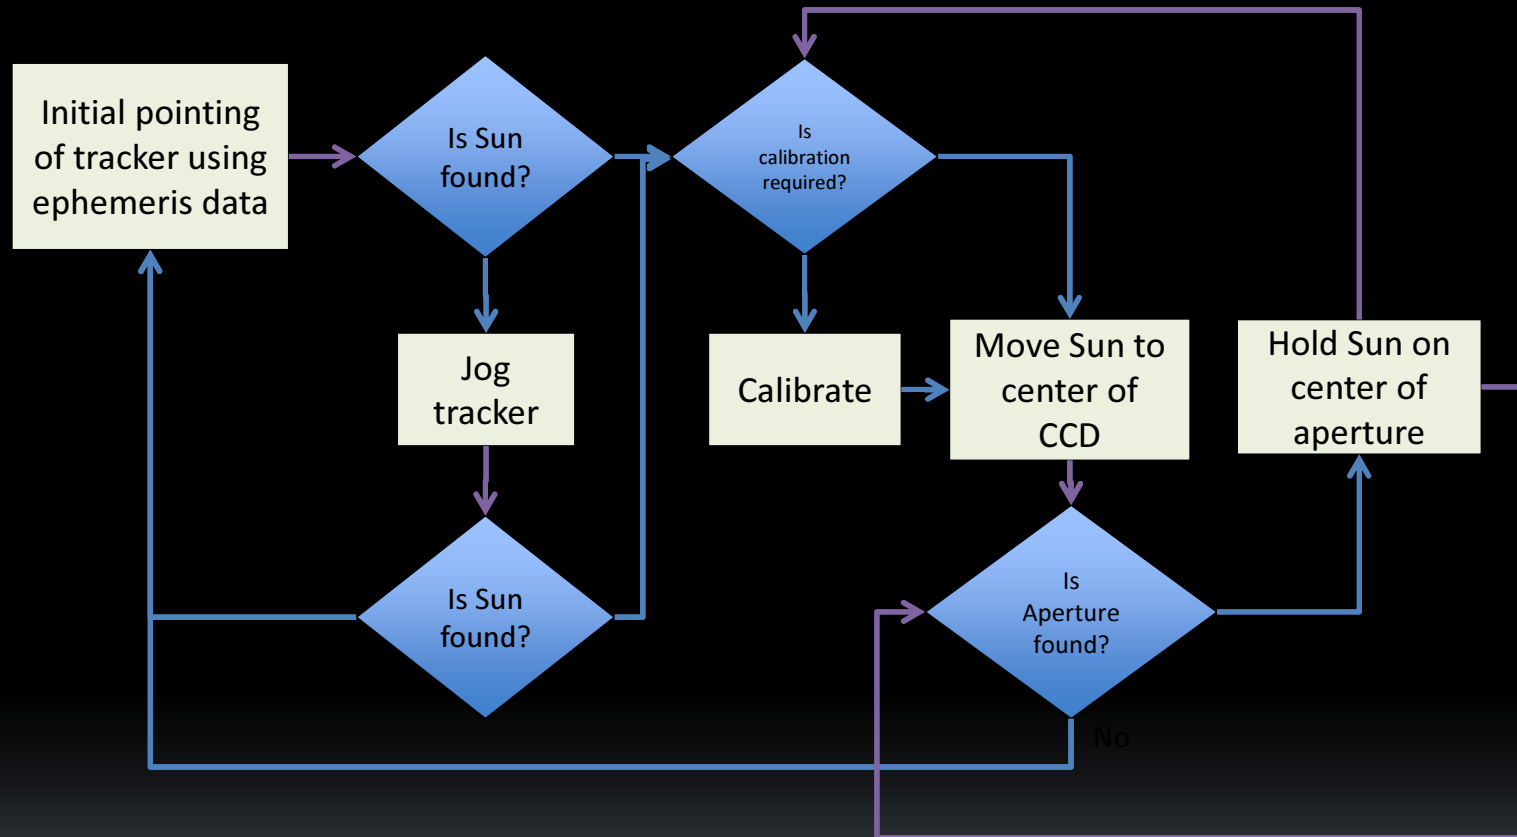 Initial pointing
of tracker using
ephemeris data
Is Sun
found?
Is
calibration
required?
Jog
tracker
Calibrate
Move Sun to
center of
CCD
Hold Sun on
center of
aperture
Is Sun
found?
Is
Aperture
found?
No